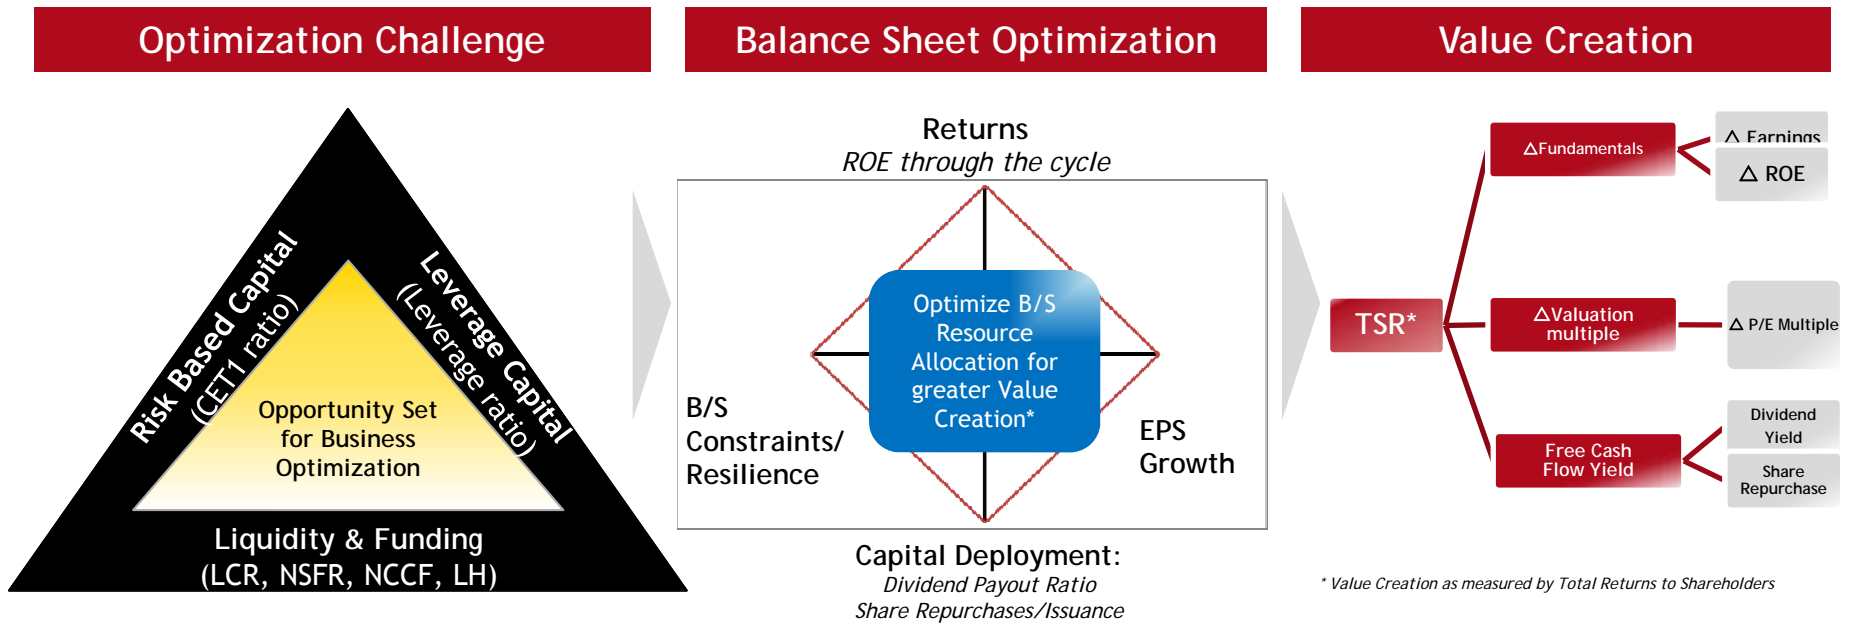 Optimization Challenge
Risk Based Capital
(CET1 ratio)
Leverage Capital
(Leverage ratio)
Opportunity Set
for Business
Optimization
Liquidity & Funding
(LCR, NSFR, NCCF, LH)
Balance Sheet Optimization
Returns
ROE through the cycle
Optimize B/S
Resource
Allocation for
greater Value
Creation*
B/S
Constraints/
Resilience
EPS
Growth
Capital Deployment:
Dividend Payout Ratio
Share Repurchases/Issuance
Value Creation
TSR*
△Fundamentals
△ Earnings
△ ROE
△Valuation
multiple
△ P/E Multiple
Free Cash
Flow Yield
Dividend
Yield
Share
Repurchase
* Value Creation as measured by Total Returns to Shareholders